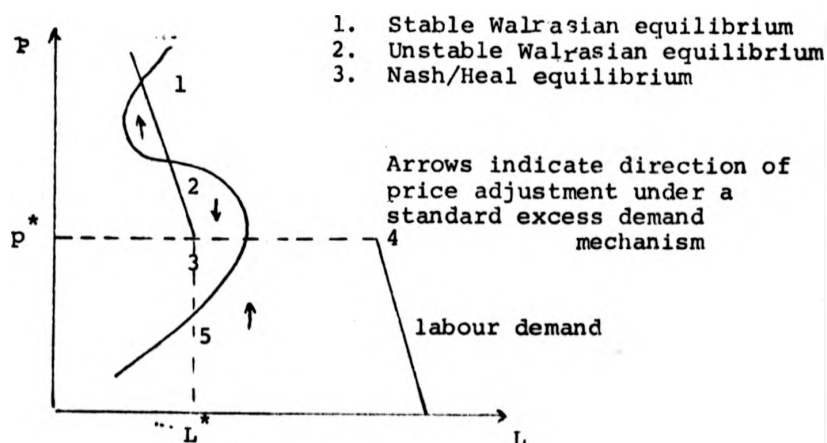 P
1. Stable Walrasian equilibrium
2. Unstable Walrasian equilibrium
3. Nash/Heal equilibrium
1
2
Arrows indicate direction of
price adjustment under a
standard excess demand
mechanism
p*
3
4
5
labour demand
L*
L